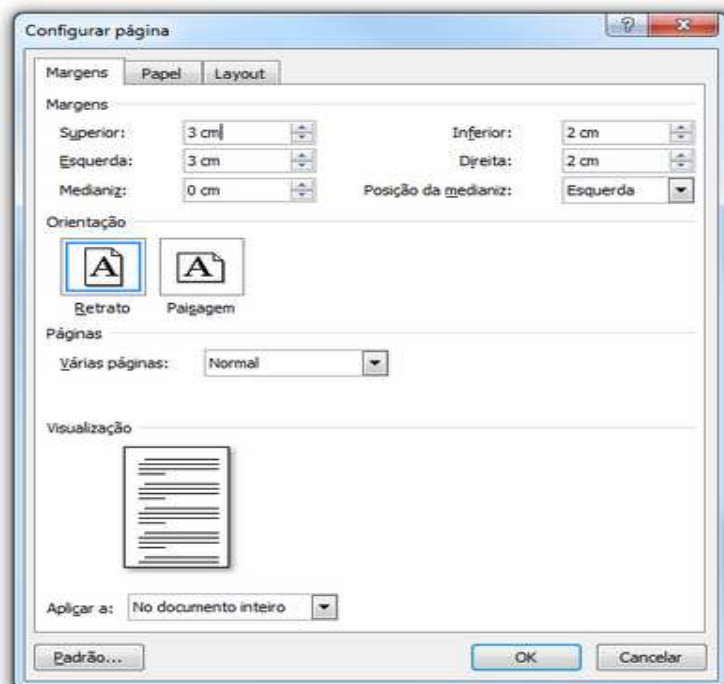 Configurar página
Margens Papel Layout
Margens
Superior: 3 cm Inferior: 2 cm
Esquerda: 3 cm Direita: 2 cm
Medianiz: 0 cm Posição da medianiz: Esquerda
Orientação
A A
Retrato Paisagem
Páginas
Várias páginas: Normal
Visualização
Aplicar a: No documento inteiro
Padrão... OK Cancelar